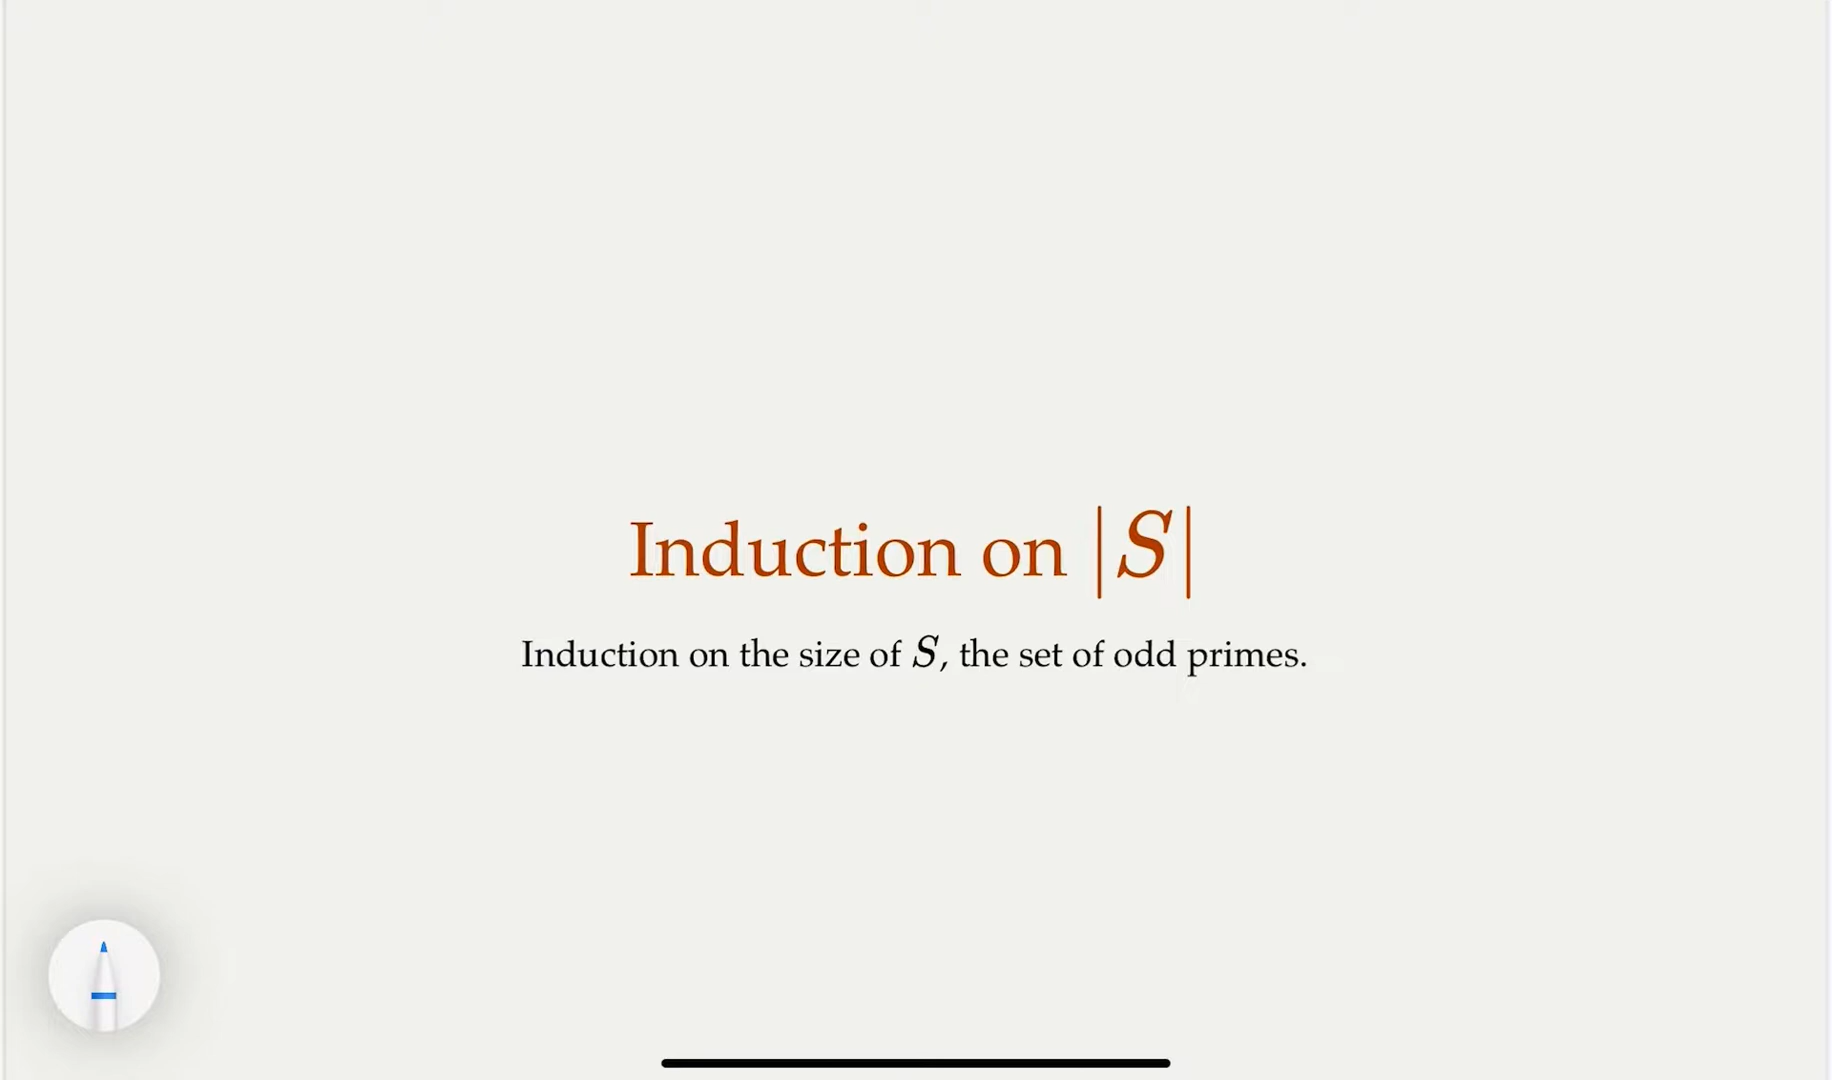 Induction on |S|
Induction on the size of S, the set of odd primes.